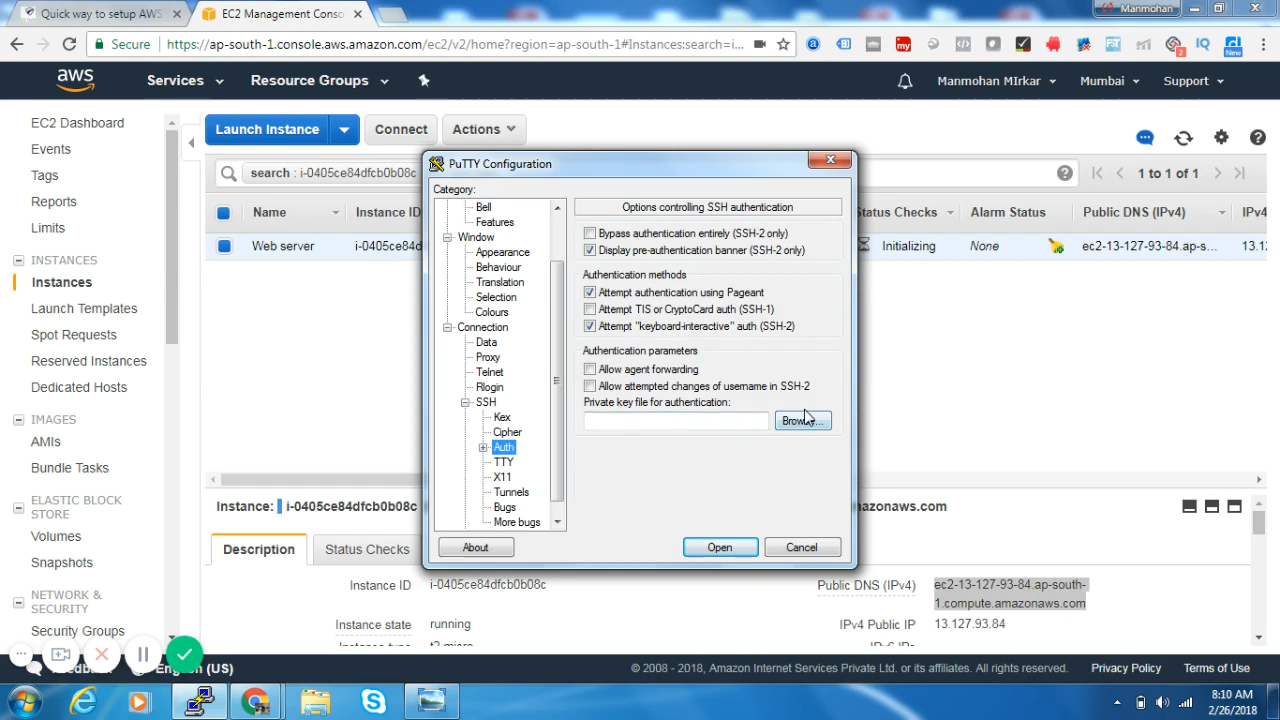 Quick way to setup AWS
EC2 Management Conso
Manmohan
Secure
https://ap-south-1.console.aws.amazon.com/ec2/v2/home?region=ap-south-1#Instances:search=i...
my
2
New
aws
Services
Resource Groups
Manmohan MIrkar
Mumbai
Support
EC2 Dashboard
Events
Tags
Reports
Limits
INSTANCES
Instances
Launch Templates
Spot Requests
Reserved Instances
Dedicated Hosts
IMAGES
AMIs
Bundle Tasks
ELASTIC BLOCK
STORE
Volumes
Snapshots
NETWORK &
SECURITY
Security Groups
Launch Instance
Connect
Actions
search : i-0405ce84dfcb0b08c
1 to 1 of 1
Name
Instance ID
Status Checks
Alarm Status
Public DNS (IPv4)
IPv4
Web server
i-0405ce84df
Initializing
None
ec2-13-127-93-84.ap-s...
13.12
PuTTY Configuration
Category:
Bell
Features
Window
Appearance
Behaviour
Translation
Selection
Colours
Connection
Data
Proxy
Telnet
Rlogin
SSH
Kex
Cipher
Auth
TTY
X11
Tunnels
Bugs
More bugs
Options controlling SSH authentication
Bypass authentication entirely (SSH-2 only)
Display pre-authentication banner (SSH-2 only)
Authentication methods
Attempt authentication using Pageant
Attempt TIS or CryptoCard auth (SSH-1)
Attempt "keyboard-interactive" auth (SSH-2)
Authentication parameters
Allow agent forwarding
Allow attempted changes of username in SSH-2
Private key file for authentication:
Browse...
About
Open
Cancel
Instance:
i-0405ce84dfcb0b08c
azonaws.com
Description
Status Checks
Instance ID
i-0405ce84dfcb0b08c
Instance state
running
Public DNS (IPv4)
ec2-13-127-93-84.ap-south-
1.compute.amazonaws.com
IPv4 Public IP
13.127.93.84
(US)
© 2008 - 2018, Amazon Internet Services Private Ltd. or its affiliates. All rights reserved.
Privacy Policy
Terms of Use
8:10 AM
2/26/2018